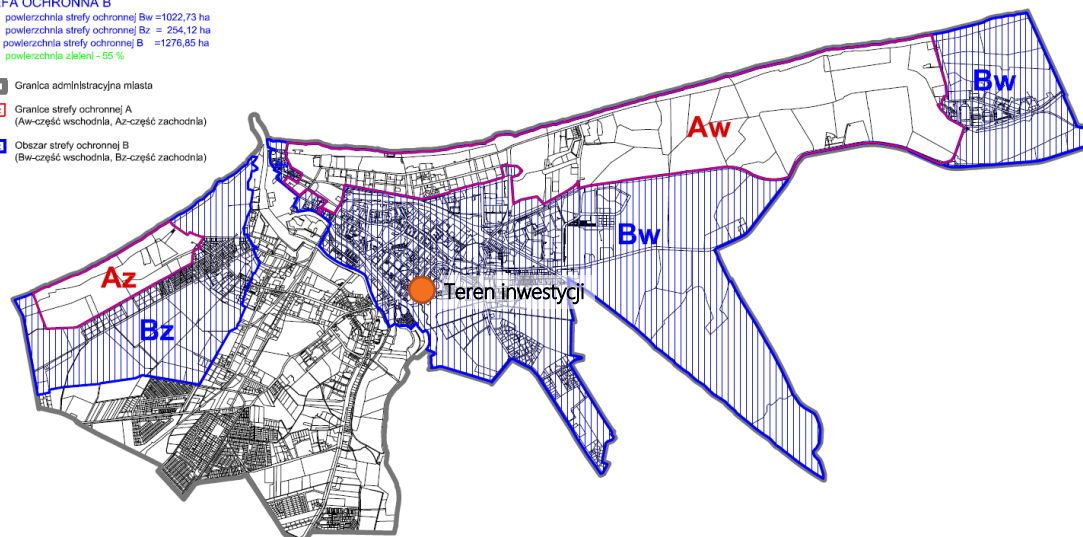 EFA OCHRONNA B
powierzchnia strefy ochronnej Bw =1022,73 ha
powierzchnia strefy ochronnej Bz = 254,12 ha
powierzchnia strefy ochronnej B =1276,85 ha
powierzchnia zieleni - 55 %
Granica administracyjna miasta
Granice strefy ochronnej A
(Aw-część wschodnia, Az-część zachodnia)
Obszar strefy ochronnej B
(Bw-część wschodnia, Bz-część zachodnia)
Bw
Aw
Bw
Az
Teren inwestycji
Bz